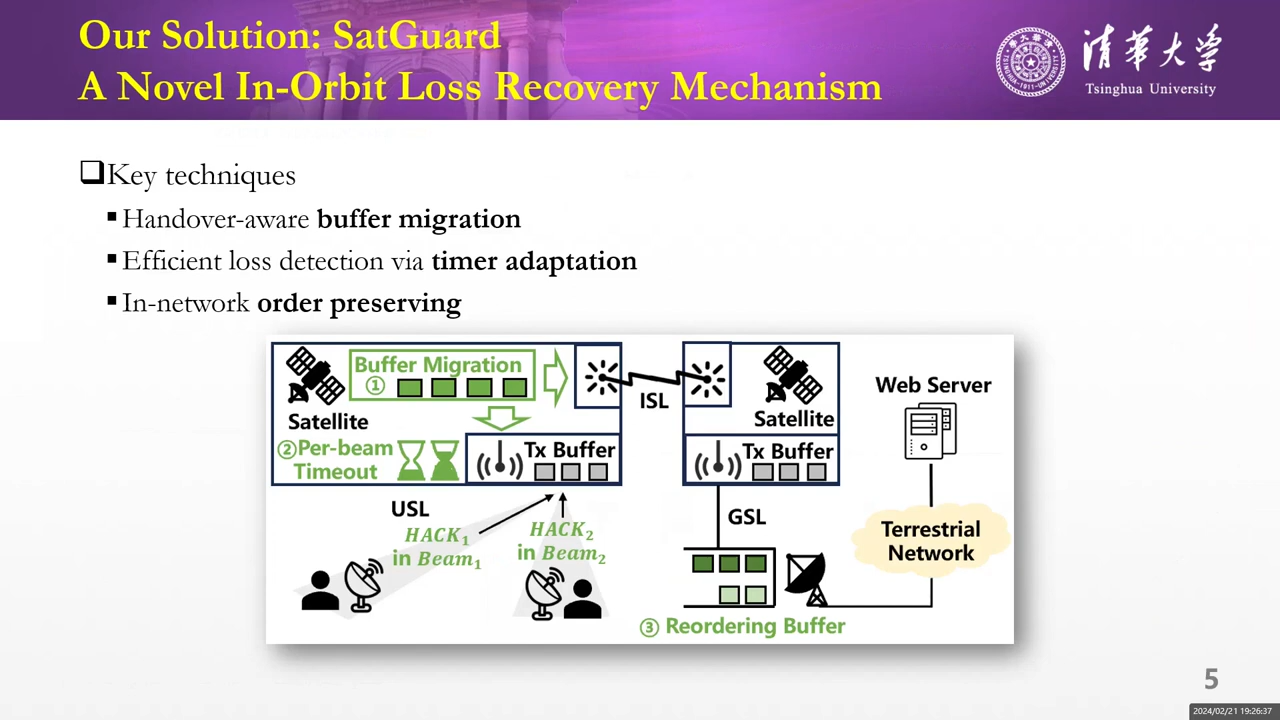 Our Solution: SatGuard
A Novel In-Orbit Loss Recovery Mechanism
清华大学
Tsinghua University
Key techniques
Handover-aware buffer migration
Efficient loss detection via timer adaptation
In-network order preserving
Buffer Migration
①
Satellite
②Per-beam
Timeout
Tx Buffer
ISL
Satellite
Tx Buffer
Web Server
USL
HACK₁
in Beam₁
HACK₂
in Beam₂
GSL
Terrestrial
Network
③ Reordering Buffer
5
2024/02/21 19:26:37